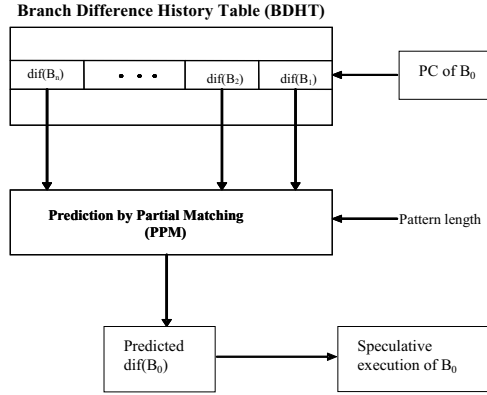 Branch Difference History Table (BDHT)
dif(Bn) . . . dif(B2) dif(B1)
PC of B0
Prediction by Partial Matching
(PPM)
Pattern length
Predicted
dif(B0)
Speculative
execution of B0